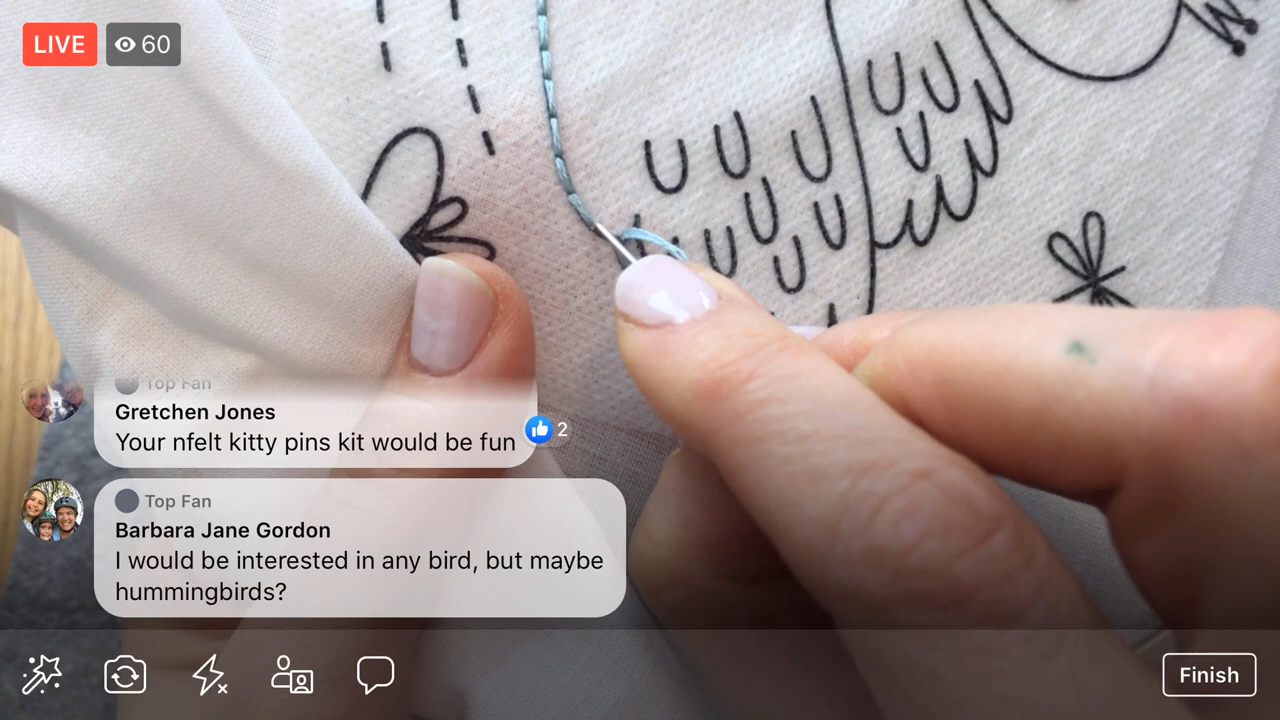 LIVE 60
Top Fan
Gretchen Jones
Your nfelt kitty pins kit would be fun
2
Top Fan
Barbara Jane Gordon
I would be interested in any bird, but maybe
hummingbirds?
Finish